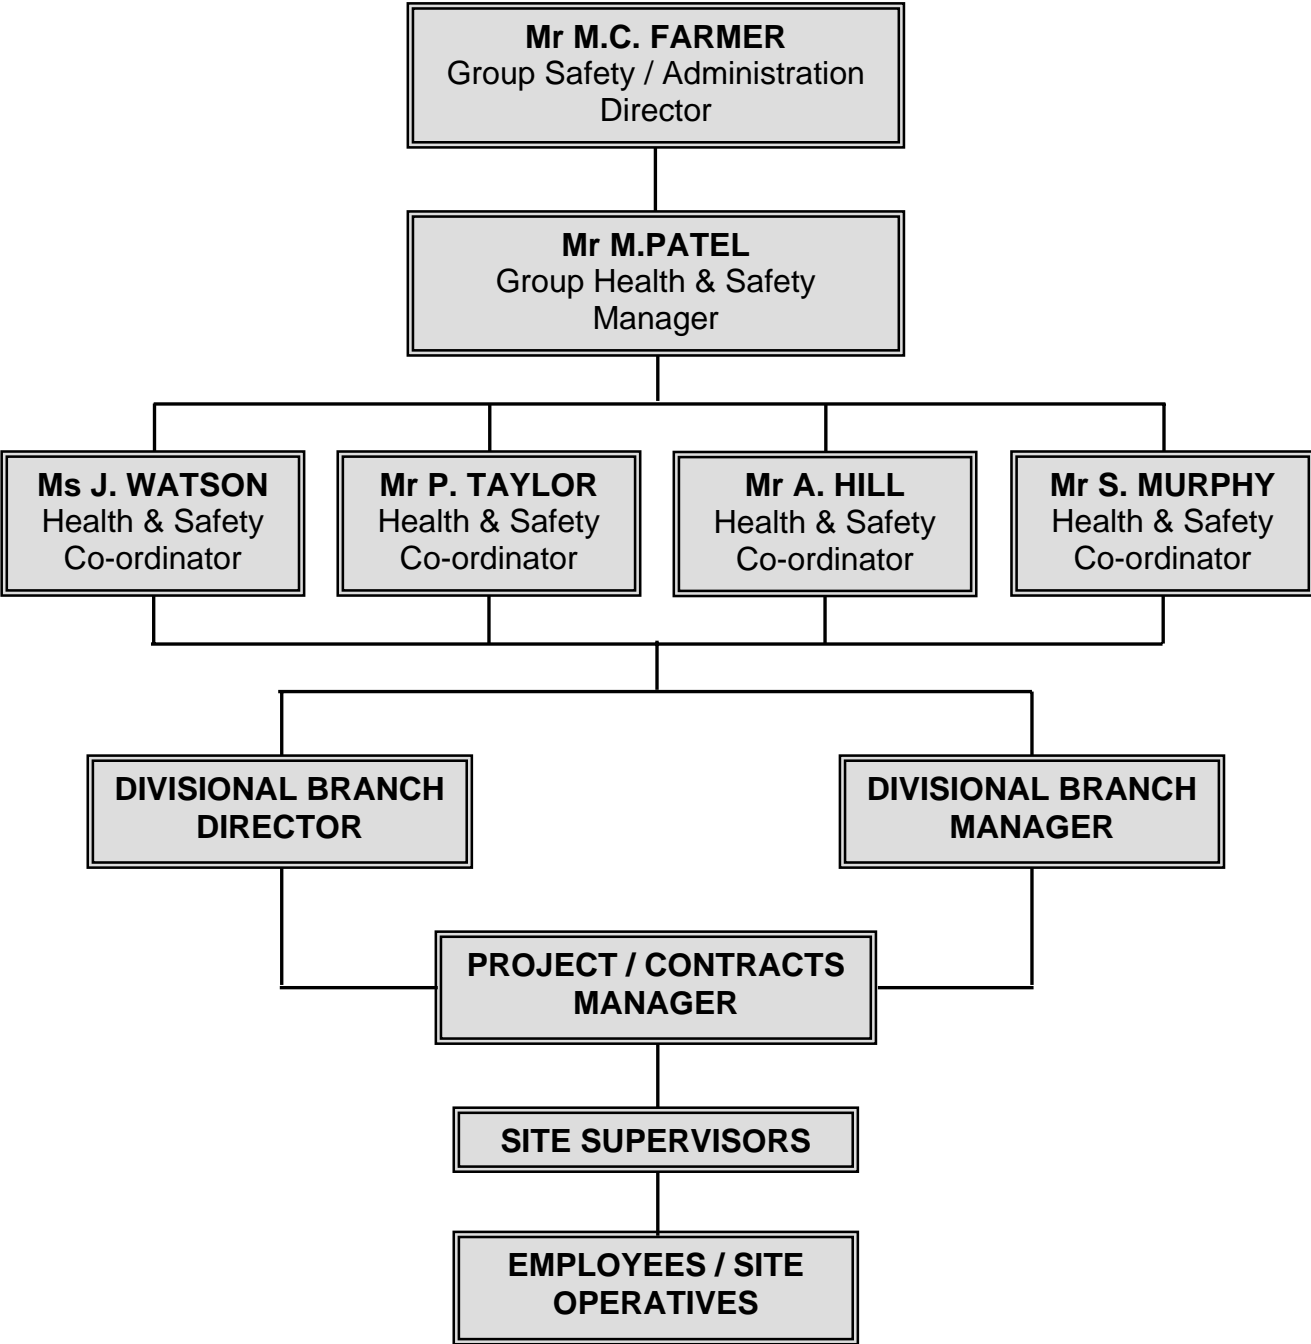 Mr M.C. FARMER
Group Safety / Administration
Director
Mr M.PATEL
Group Health & Safety
Manager
Ms J. WATSON
Health & Safety
Co-ordinator
Mr P. TAYLOR
Health & Safety
Co-ordinator
Mr A. HILL
Health & Safety
Co-ordinator
Mr S. MURPHY
Health & Safety
Co-ordinator
DIVISIONAL BRANCH
DIRECTOR
DIVISIONAL BRANCH
MANAGER
PROJECT / CONTRACTS
MANAGER
SITE SUPERVISORS
EMPLOYEES / SITE
OPERATIVES